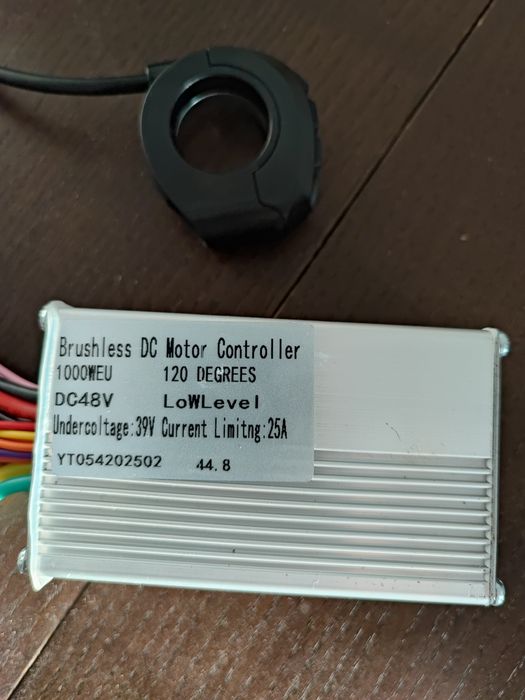 Brushless DC Motor Controller
1000WEU 120 DEGREES
DC48V LoWLevel
Undercoltage:39V Current Limitng:25A
YT054202502 44.8